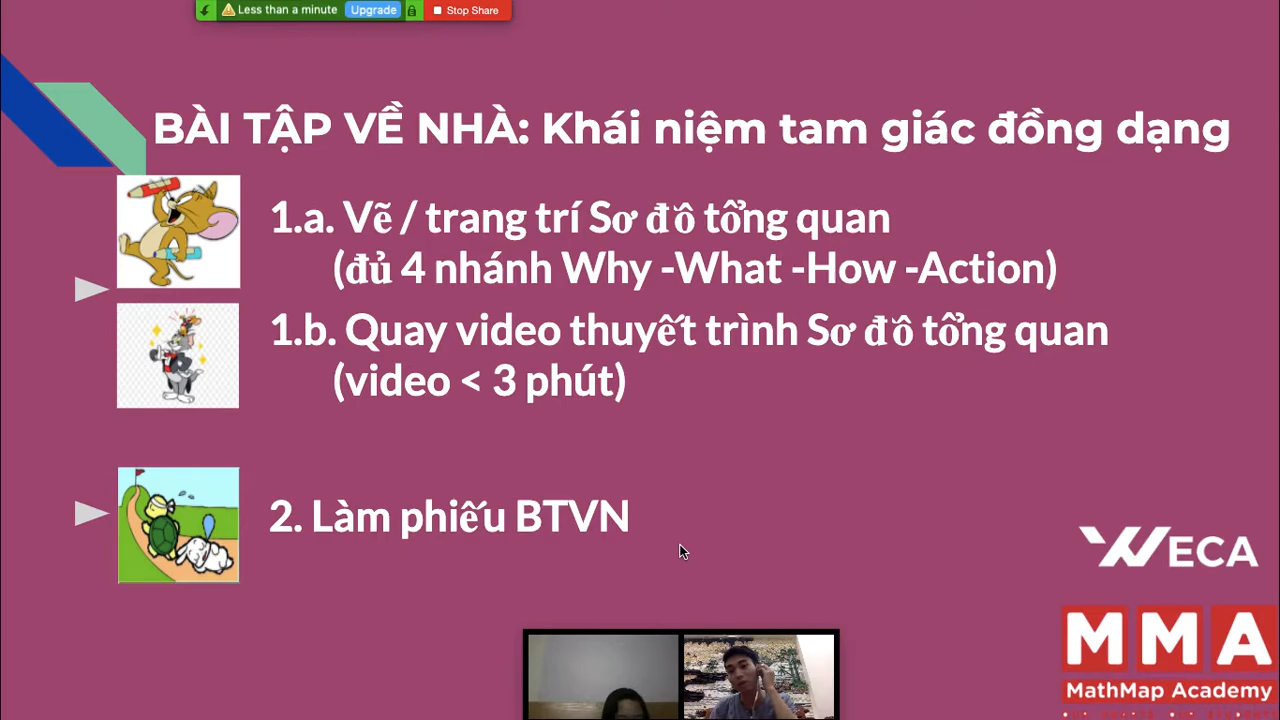 Less than a minute Upgrade Stop Share
BÀI TẬP VỀ NHÀ: Khái niệm tam giác đồng dạng
1.a. Vẽ / trang trí Sơ đồ tổng quan
(đủ 4 nhánh Why -What -How -Action)
1.b. Quay video thuyết trình Sơ đồ tổng quan
(video < 3 phút)
2. Làm phiếu BTVN
WECA
MMA
MathMap Academy